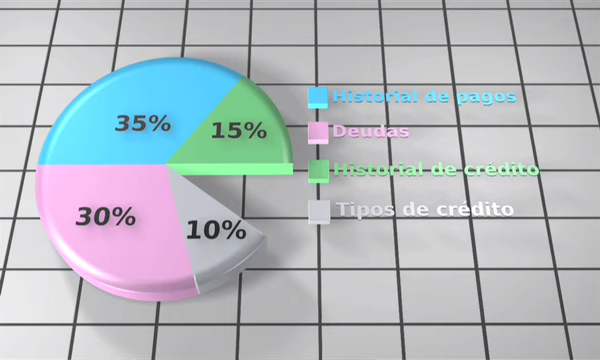 35%
15%
30%
10%
Historial de pagos
Deudas
Historial de crédito
Tipos de crédito